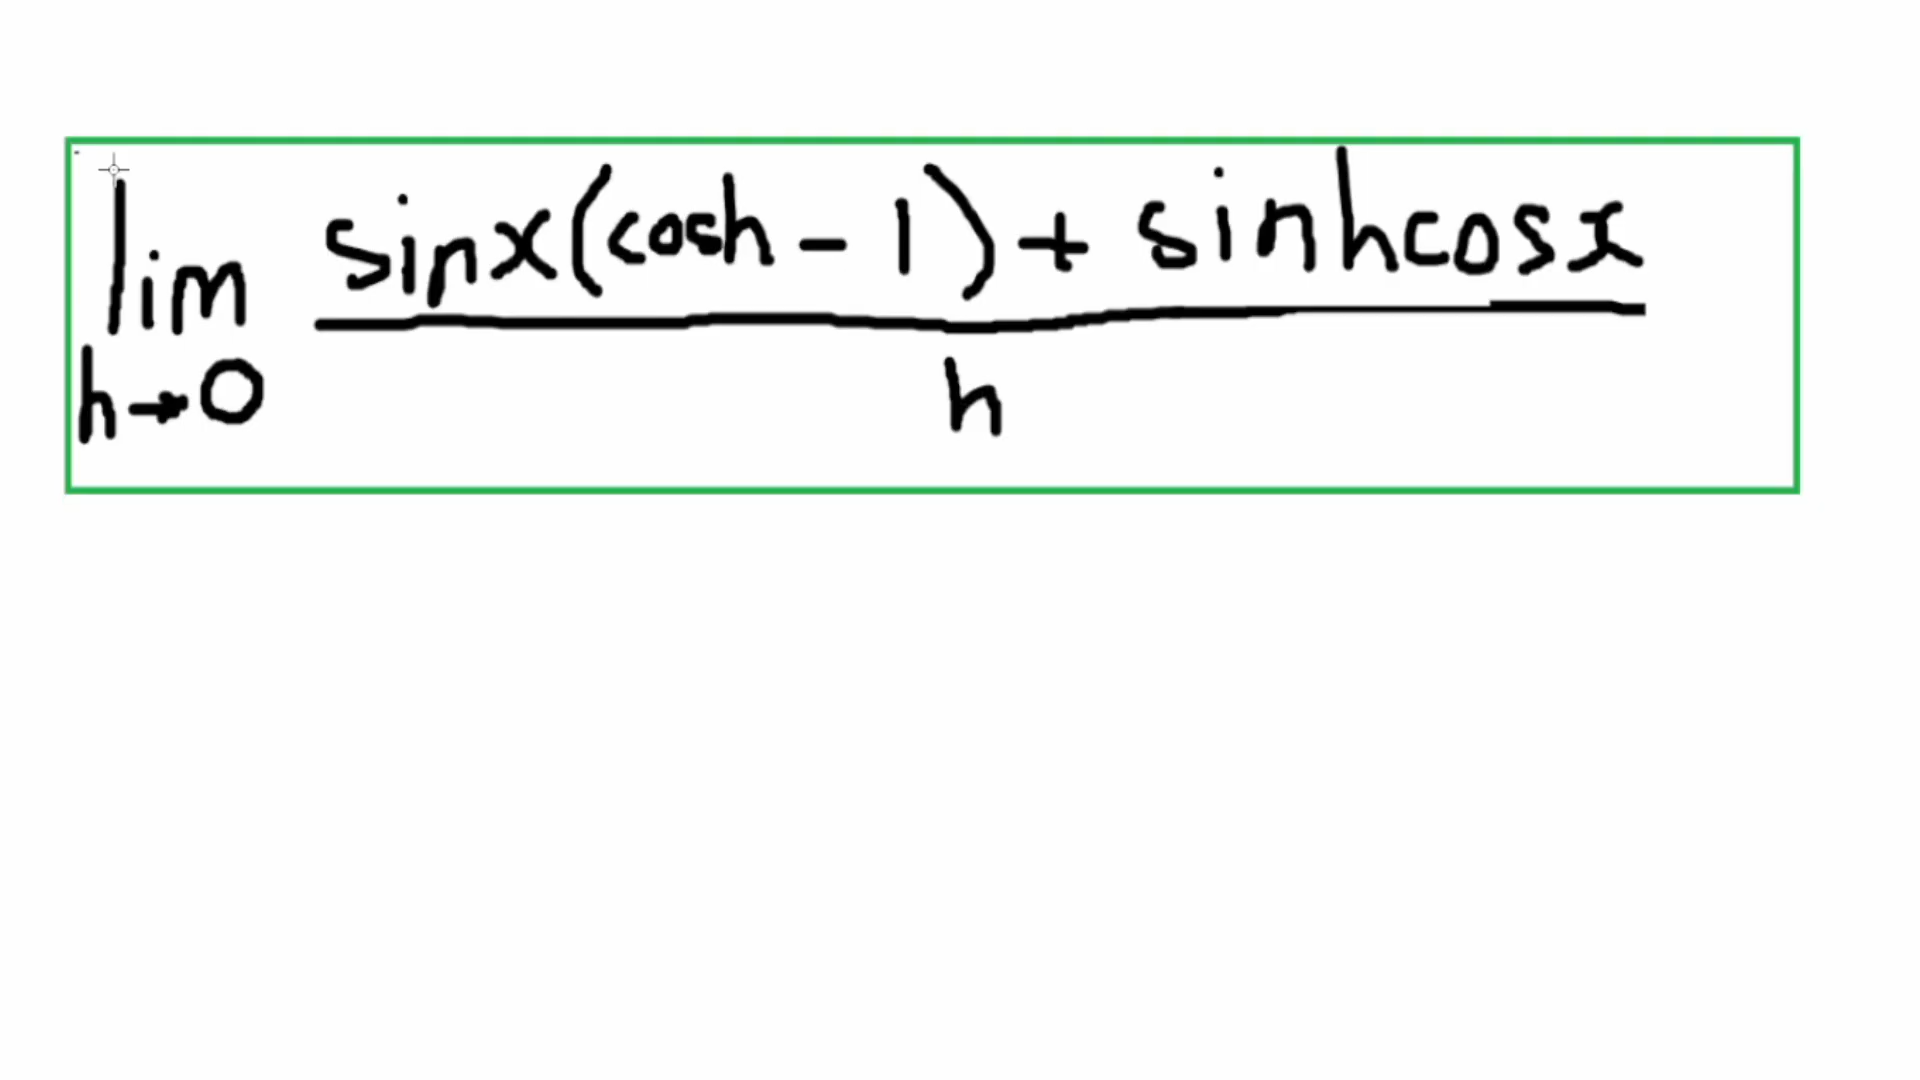 lim sinx(cosh - 1) + sinhcosx
h→0 h